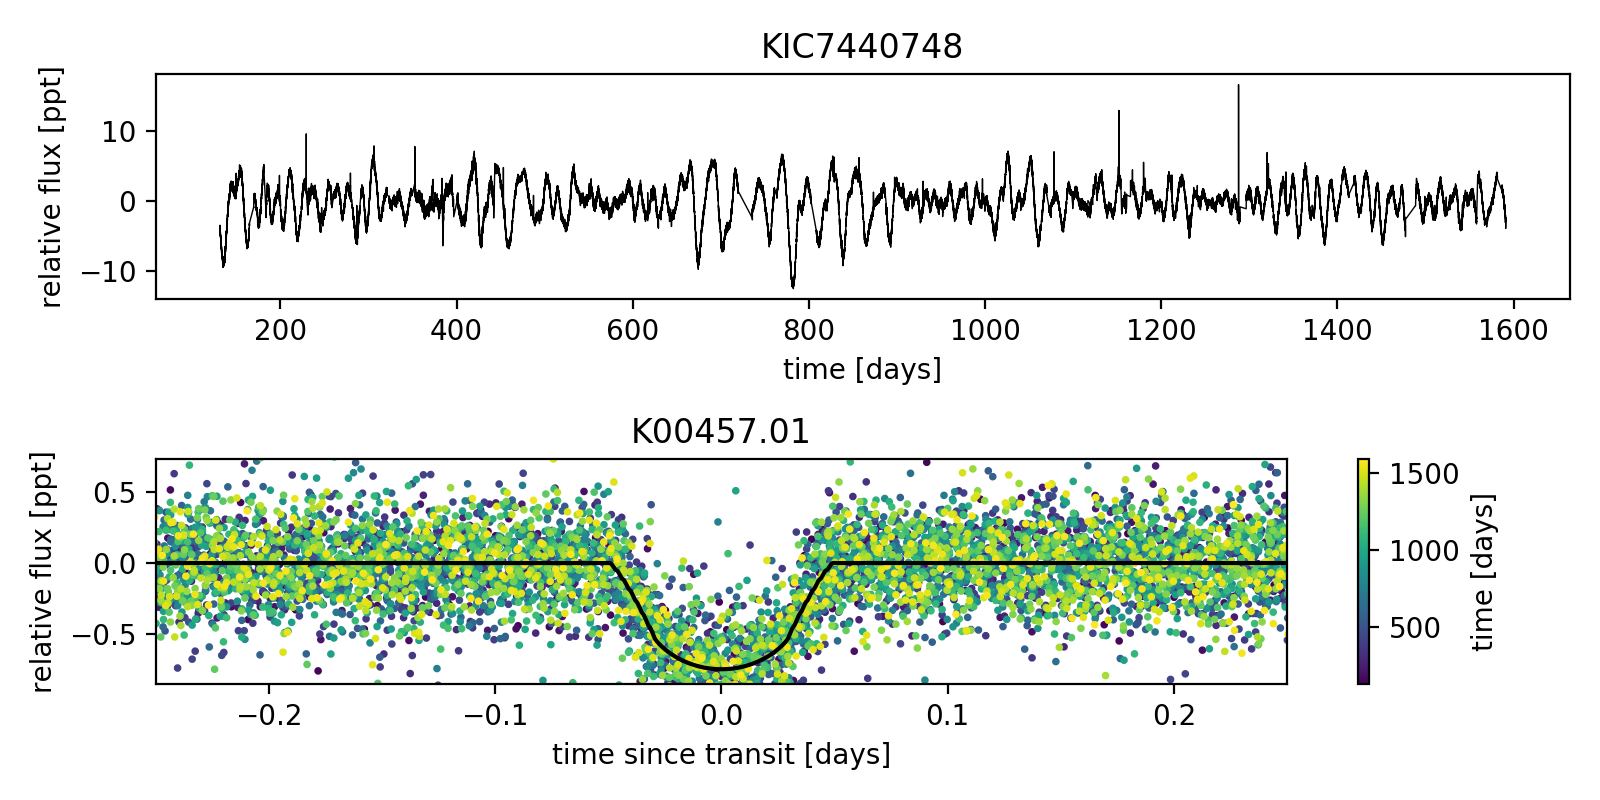 KIC7440748
relative flux [ppt]
10
0
−10
200 400 600 800 1000 1200 1400 1600
time [days]
K00457.01
relative flux [ppt]
0.5
0.0
−0.5
−0.2 −0.1 0.0 0.1 0.2
time since transit [days]
1500
1000
500
time [days]